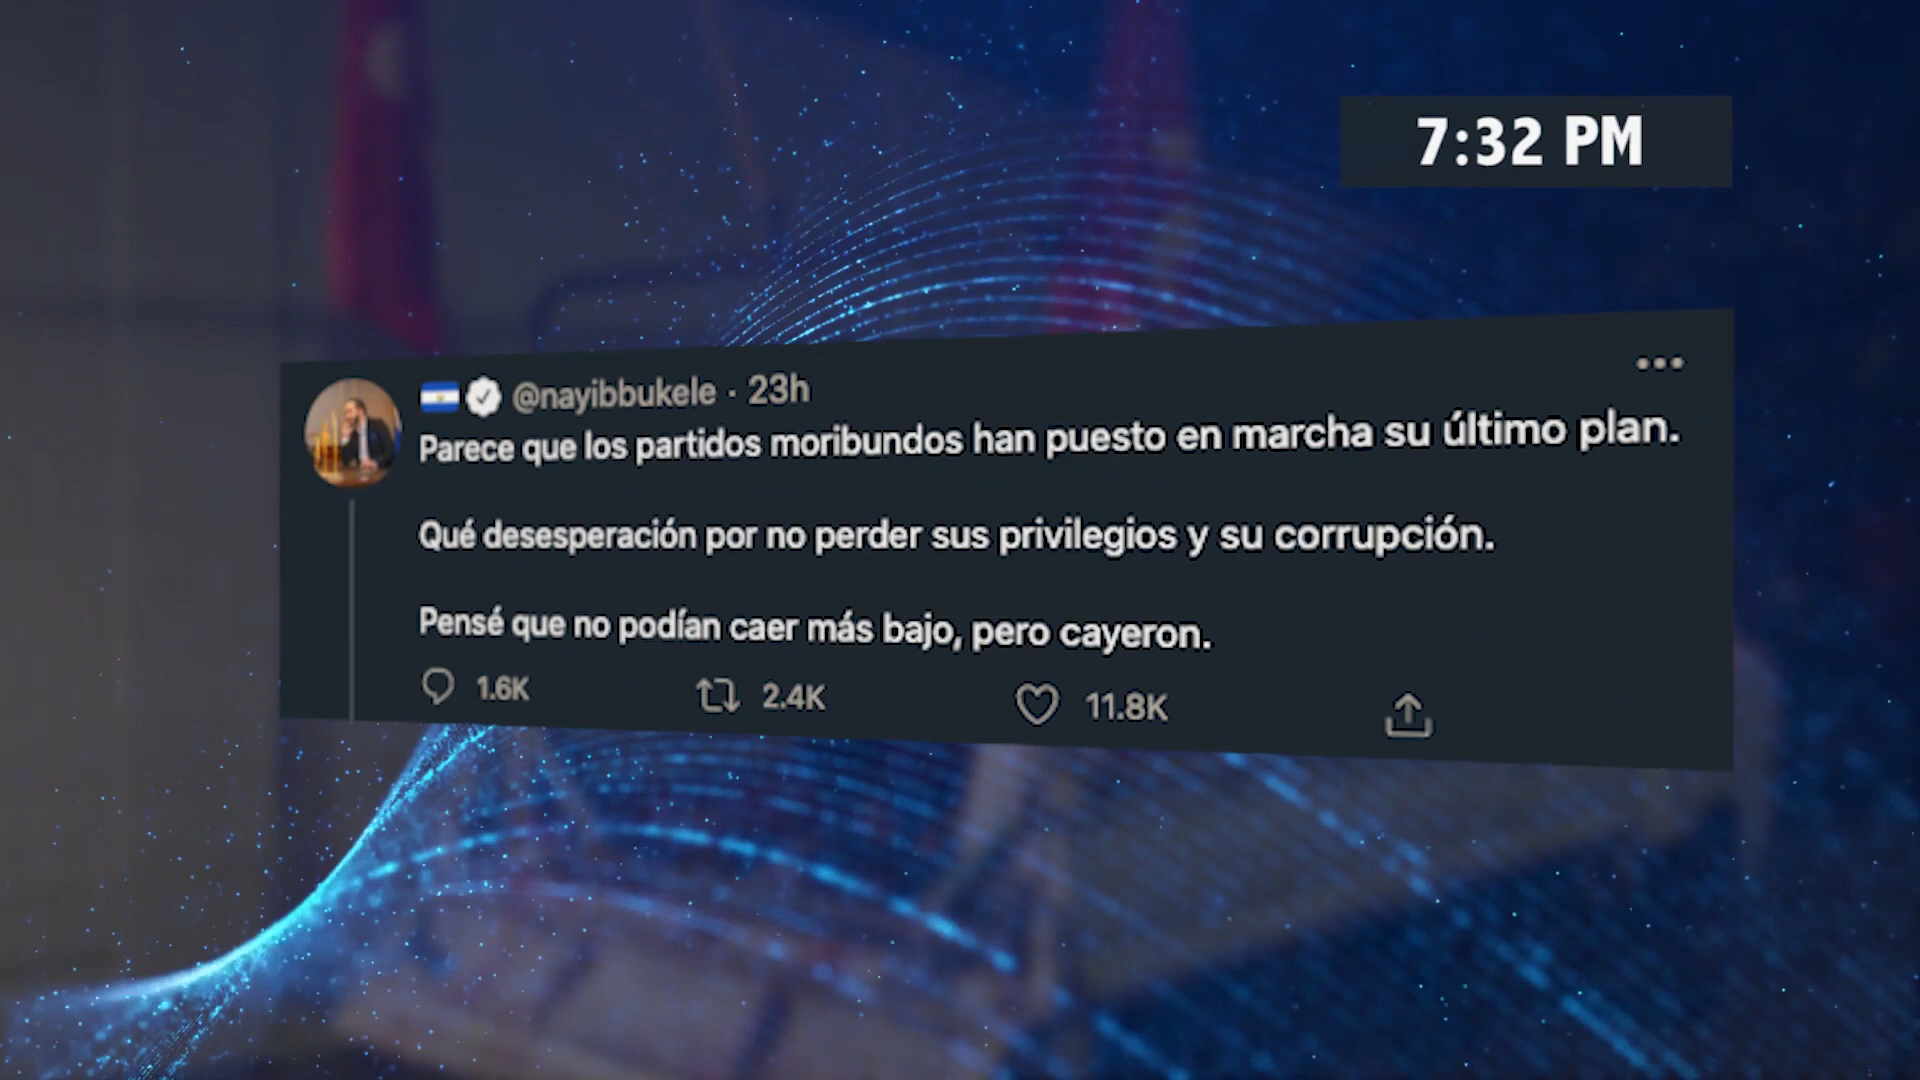 7:32 PM
@nayibbukele · 23h
Parece que los partidos moribundos han puesto en marcha su último plan.
Qué desesperación por no perder sus privilegios y su corrupción.
Pensé que no podían caer más bajo, pero cayeron.
1.6K 2.4K 11.8K